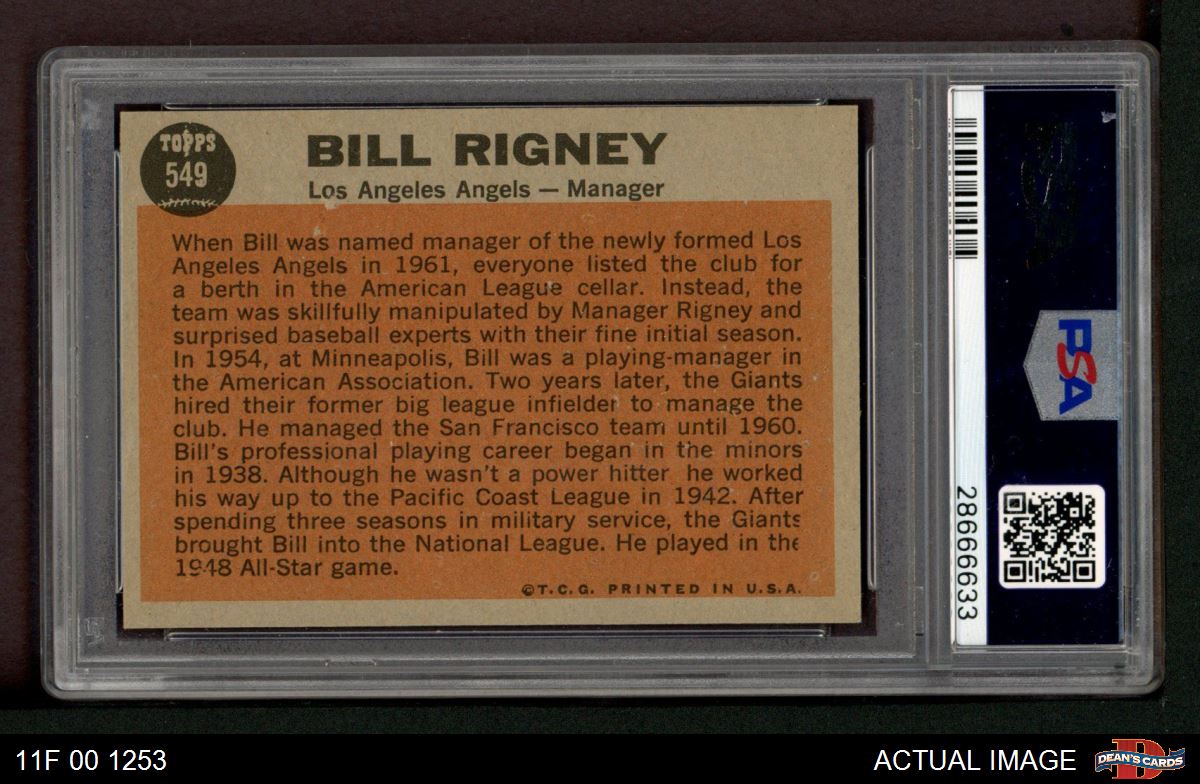 TOPPS
549
BILL RIGNEY
Los Angeles Angels — Manager
When Bill was named manager of the newly formed Los
Angeles Angels in 1961, everyone listed the club for
a berth in the American League cellar. Instead, the
team was skillfully manipulated by Manager Rigney and
surprised baseball experts with their fine initial season.
In 1954, at Minneapolis, Bill was a playing-manager in
the American Association. Two years later, the Giants
hired their former big league infielder to manage the
club. He managed the San Francisco team until 1960.
Bill's professional playing career began in the minors
in 1938. Although he wasn't a power hitter he worked
his way up to the Pacific Coast League in 1942. After
spending three seasons in military service, the Giants
brought Bill into the National League. He played in the
1948 All-Star game.
©T.C.G. PRINTED IN U.S.A.
PSA
28666633
11F 00 1253
ACTUAL IMAGE
D
DEAN'S CARDS